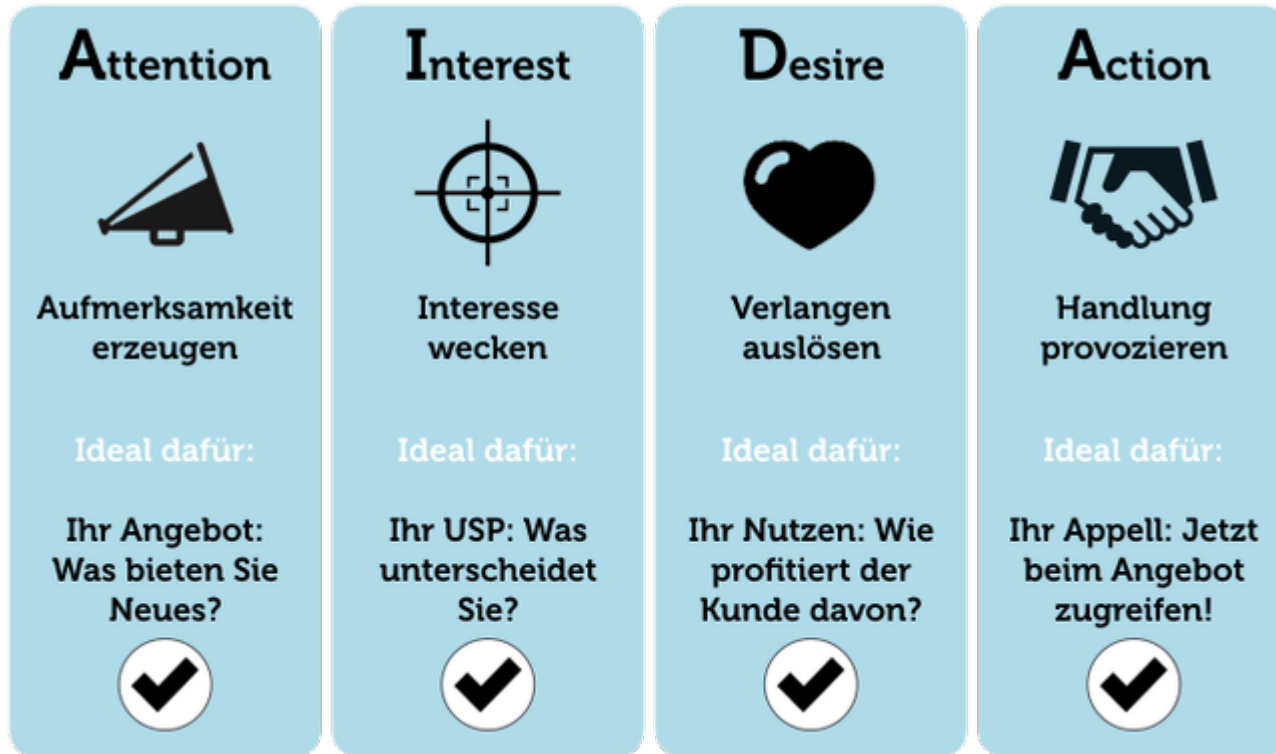 Attention
Aufmerksamkeit
erzeugen
Ideal dafür:
Ihr Angebot:
Was bieten Sie
Neues?
Interest
Interesse
wecken
Ideal dafür:
Ihr USP: Was
unterscheidet
Sie?
Desire
Verlangen
auslösen
Ideal dafür:
Ihr Nutzen: Wie
profitiert der
Kunde davon?
Action
Handlung
provozieren
Ideal dafür:
Ihr Appell: Jetzt
beim Angebot
zugreifen!